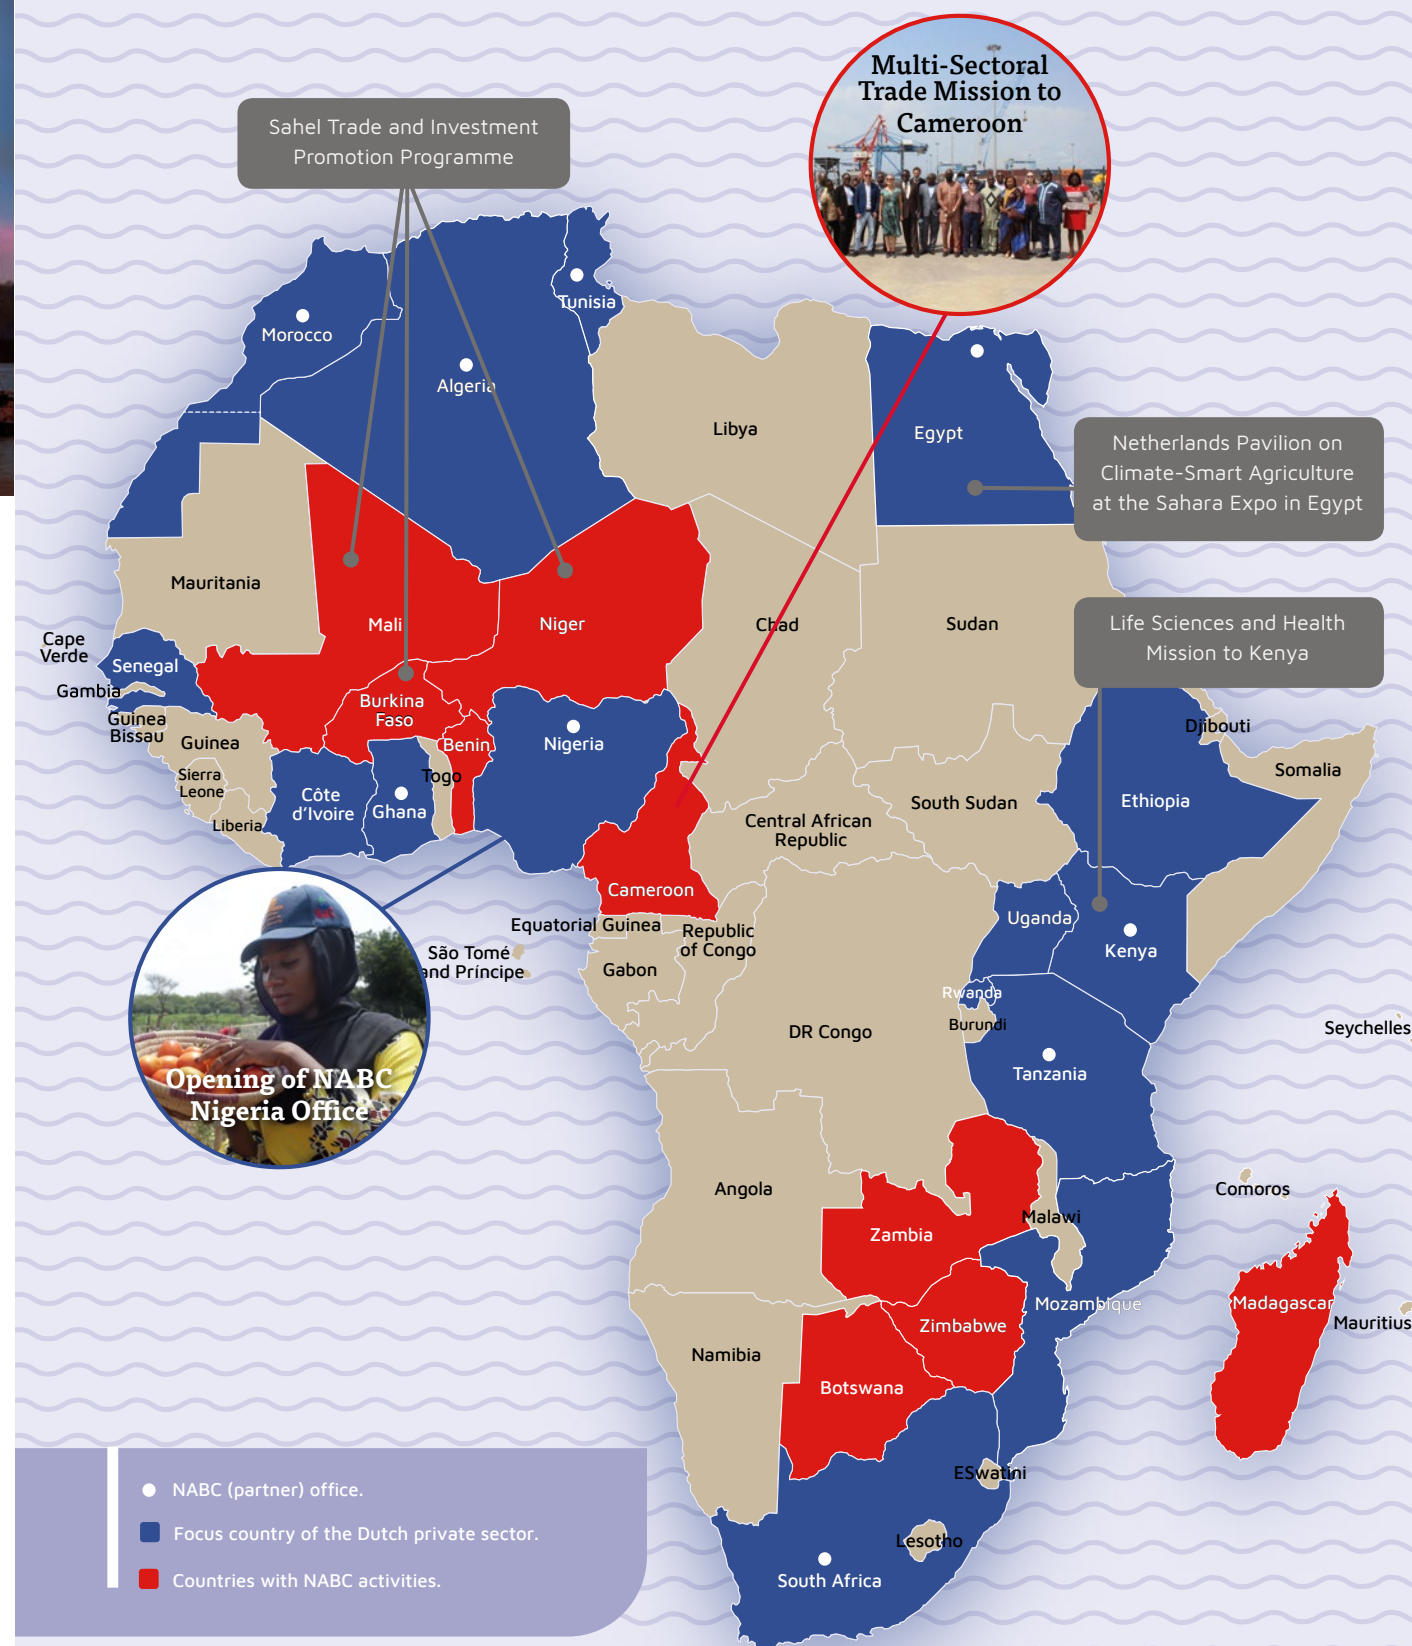 Multi-Sectoral
Trade Mission to
Cameroon
Sahel Trade and Investment
Promotion Programme
Tunisia
Morocco
Algeria
Libya
Egypt
Netherlands Pavilion on
Climate-Smart Agriculture
at the Sahara Expo in Egypt
Mauritania
Mali
Niger
Chad
Sudan
Life Sciences and Health
Mission to Kenya
Cape
Verde
Senegal
Gambia
Guinea
Bissau
Guinea
Burkina
Faso
Benin
Nigeria
Togo
Sierra
Leone
Liberia
Côte
d'Ivoire
Ghana
Djibouti
Somalia
Ethiopia
South Sudan
Central African
Republic
Cameroon
Equatorial Guinea
Republic
of Congo
São Tomé
and Príncipe
Gabon
Uganda
Kenya
Rwanda
Burundi
DR Congo
Seychelles
Tanzania
Opening of NABC
Nigeria Office
Angola
Comoros
Malawi
Zambia
Mozambique
Madagascar
Mauritius
Zimbabwe
Namibia
Botswana
ESwatini
Lesotho
South Africa
NABC (partner) office.
Focus country of the Dutch private sector.
Countries with NABC activities.